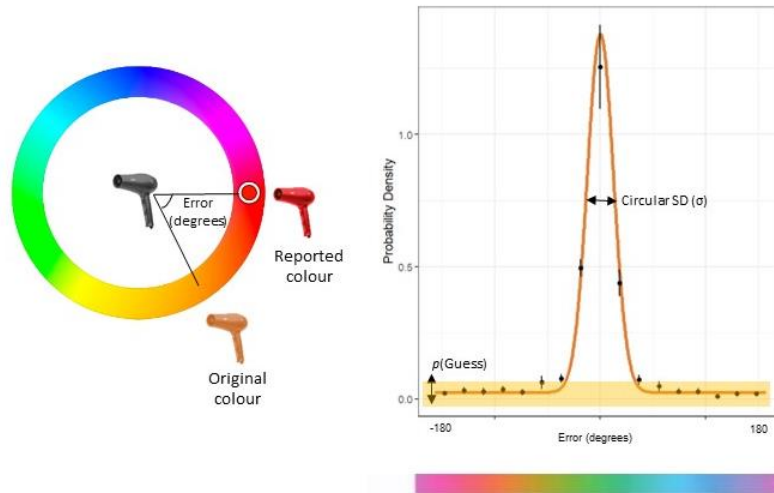 Error
(degrees)
Reported
colour
Original
colour
Probability Density
1.0
0.5
0.0
Circular SD (σ)
p(Guess)
-180
180
Error (degrees)